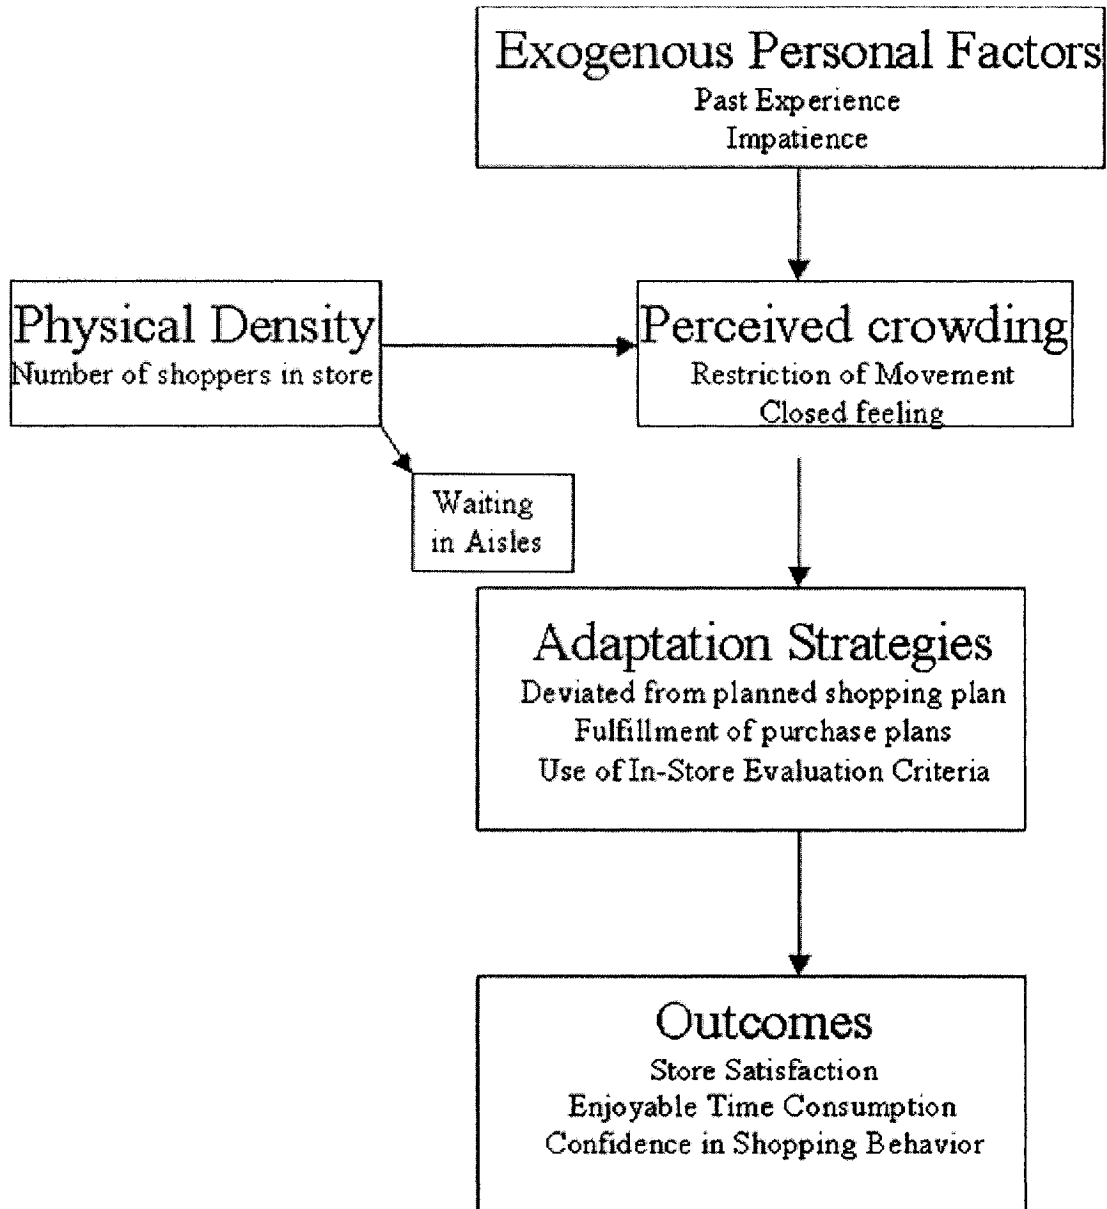 Exogenous Personal Factors
Past Experience
Impatience
Physical Density
Number of shoppers in store
Perceived crowding
Restriction of Movement
Closed feeling
Waiting
in Aisles
Adaptation Strategies
Deviated from planned shopping plan
Fulfillment of purchase plans
Use of In-Store Evaluation Criteria
Outcomes
Store Satisfaction
Enjoyable Time Consumption
Confidence in Shopping Behavior